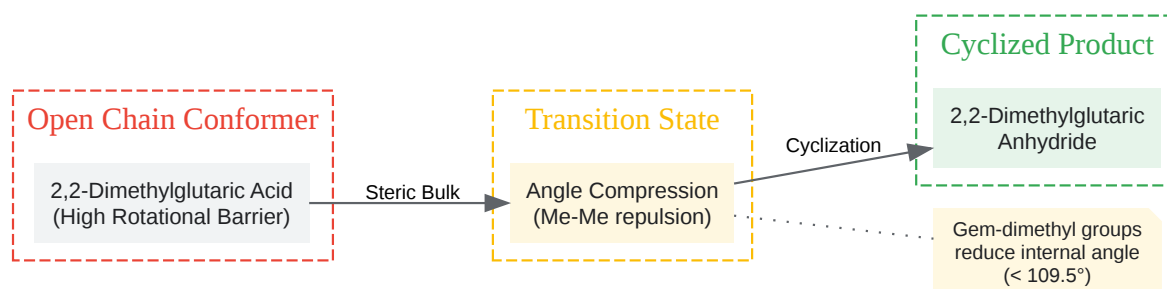 Open Chain Conformer
2,2-Dimethylglutaric Acid
(High Rotational Barrier)
Steric Bulk
Transition State
Angle Compression
(Me-Me repulsion)
Cyclization
Cyclized Product
2,2-Dimethylglutaric
Anhydride
Gem-dimethyl groups
reduce internal angle
(< 109.5°)